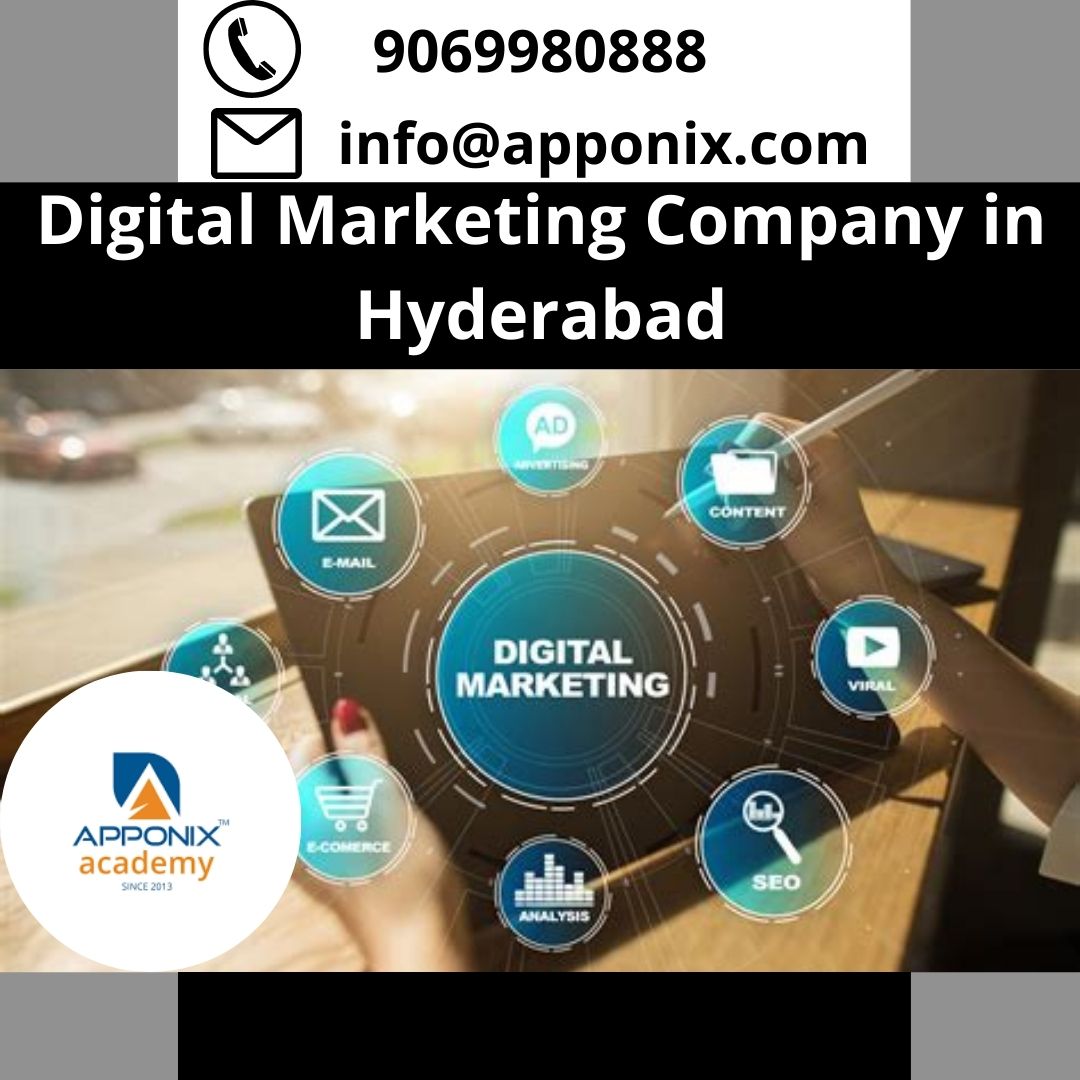 9069980888
info@apponix.com
Digital Marketing Company in
Hyderabad
AD
ADVERTISING
CONTENT
E-MAIL
DIGITAL
MARKETING
VIRAL
APPONIX™
academy
SINCE 2013
E-COMERCE
SEO
ANALYSIS